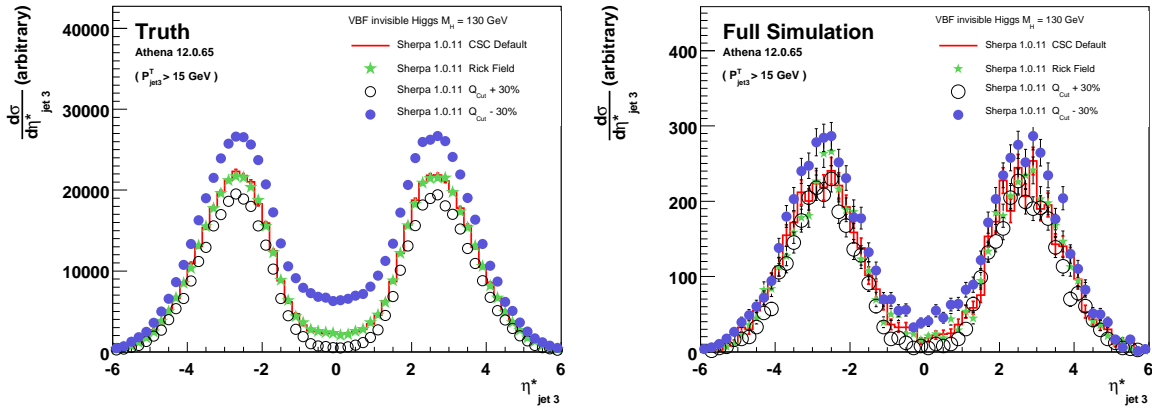 Truth
Athena 12.0.65
( P^T_jet3 > 15 GeV )
VBF invisible Higgs M_H = 130 GeV
Sherpa 1.0.11 CSC Default
Sherpa 1.0.11 Rick Field
Sherpa 1.0.11 Q_Cut + 30%
Sherpa 1.0.11 Q_Cut - 30%
dσ/dη*_jet 3 (arbitrary)
40000
30000
20000
10000
0
-6 -4 -2 0 2 4 6
η*_jet 3
Full Simulation
Athena 12.0.65
( P^T_jet3 > 15 GeV )
VBF invisible Higgs M_H = 130 GeV
Sherpa 1.0.11 CSC Default
Sherpa 1.0.11 Rick Field
Sherpa 1.0.11 Q_Cut + 30%
Sherpa 1.0.11 Q_Cut - 30%
dσ/dη*_jet 3 (arbitrary)
400
300
200
100
0
-6 -4 -2 0 2 4 6
η*_jet 3